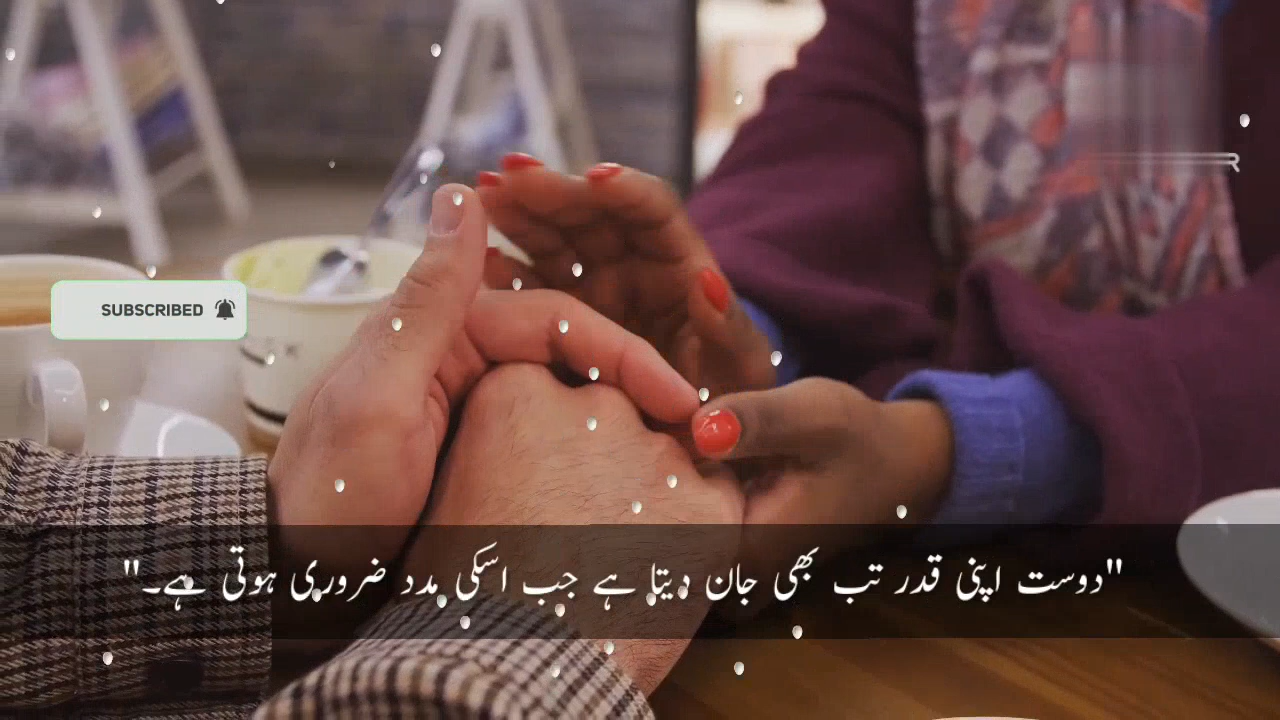 SUBSCRIBED
"دوست اپنی قدر تب بھی جان دیتا ہے جب اسکی مدد ضروری ہوتی ہے۔"